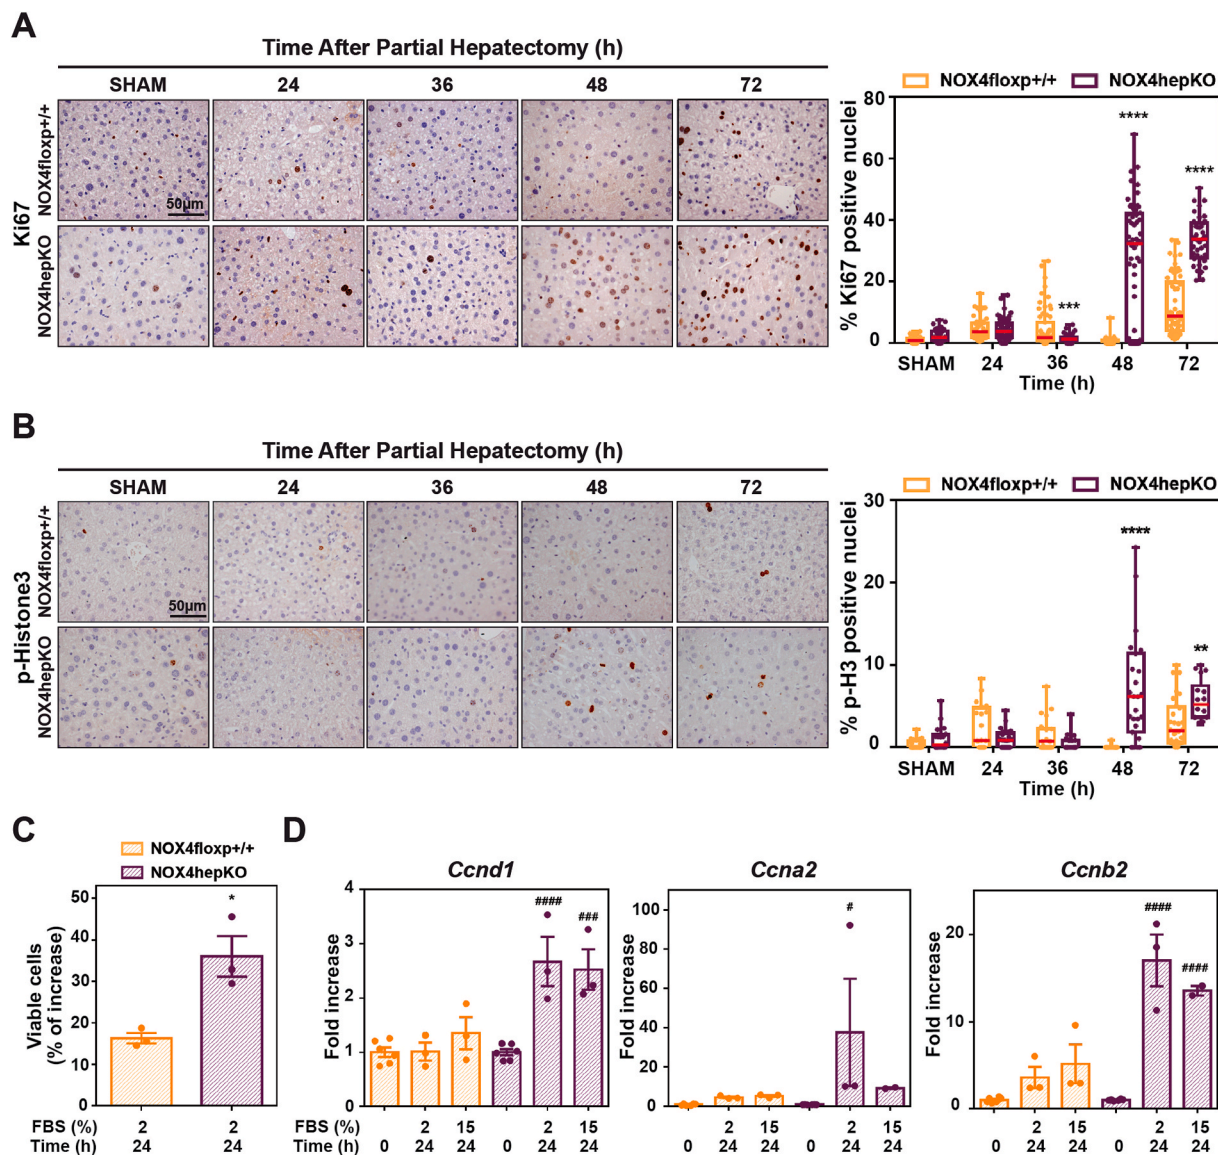 A
Time After Partial Hepatectomy (h)
SHAM 24 36 48 72
Ki67
NOX4floxp+/+
50µm
NOX4hepKO
NOX4floxp+/+ NOX4hepKO
% Ki67 positive nuclei
80
60
40
20
0
****
****
***
SHAM 24 36 48 72
Time (h)
B
Time After Partial Hepatectomy (h)
SHAM 24 36 48 72
p-Histone3
NOX4floxp+/+
50µm
NOX4hepKO
NOX4floxp+/+ NOX4hepKO
% p-H3 positive nuclei
30
20
10
0
****
**
SHAM 24 36 48 72
Time (h)
C
NOX4floxp+/+
NOX4hepKO
Viable cells
(% of increase)
50
40
30
20
10
0
*
FBS (%) 2 2
Time (h) 24 24
D
Ccnd1
Fold increase
4
3
2
1
0
####
###
FBS (%) 2 15 2 15
Time (h) 0 24 24 0 24 24
Ccna2
Fold increase
100
80
60
40
20
0
#
2 15 2 15
0 24 24 0 24 24
Ccnb2
Fold increase
20
10
0
####
####
2 15 2 15
0 24 24 0 24 24